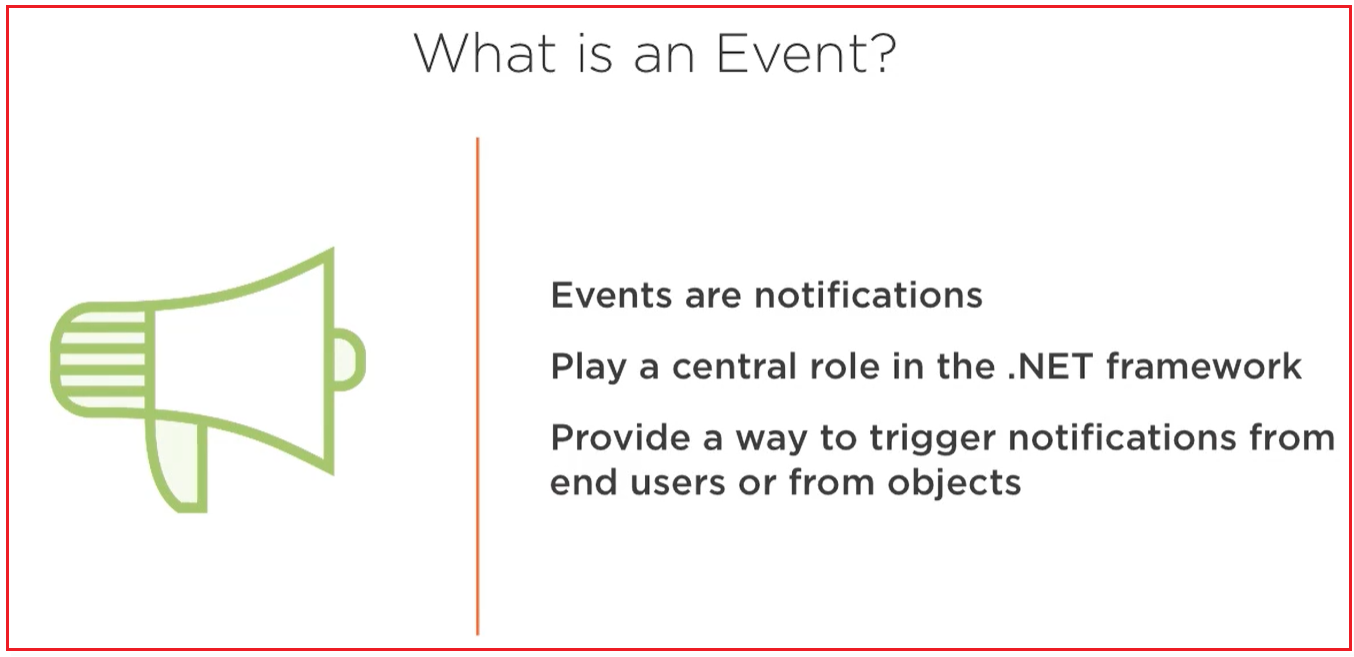 What is an Event?
Events are notifications
Play a central role in the .NET framework
Provide a way to trigger notifications from
end users or from objects